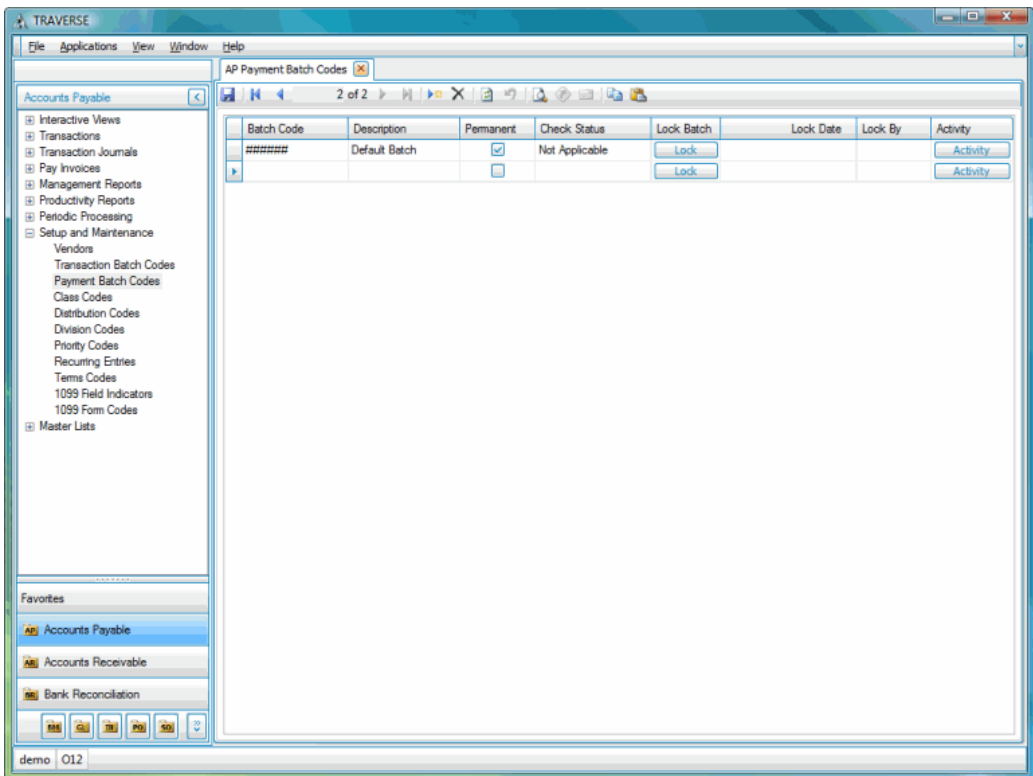 TRAVERSE
File Applications View Window Help
AP Payment Batch Codes
Accounts Payable
2 of 2
Interactive Views
Transactions
Transaction Journals
Pay Invoices
Management Reports
Productivity Reports
Periodic Processing
Setup and Maintenance
Vendors
Transaction Batch Codes
Payment Batch Codes
Class Codes
Distribution Codes
Division Codes
Priority Codes
Recurring Entries
Terms Codes
1099 Field Indicators
1099 Form Codes
Master Lists
Batch Code Description Permanent Check Status Lock Batch Lock Date Lock By Activity
###### Default Batch Not Applicable Lock Activity
Lock Activity
Favorites
AP Accounts Payable
AR Accounts Receivable
BR Bank Reconciliation
GL PO SO
demo O12